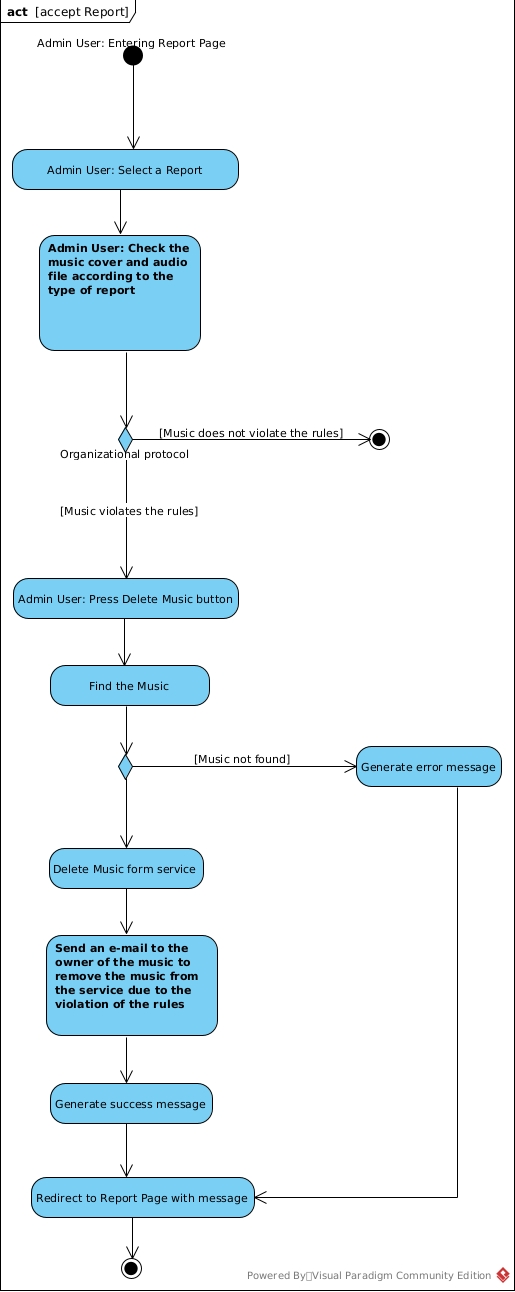 act [accept Report]
Admin User: Entering Report Page
Admin User: Select a Report
Admin User: Check the
music cover and audio
file according to the
type of report
[Music does not violate the rules]
Organizational protocol
[Music violates the rules]
Admin User: Press Delete Music button
Find the Music
[Music not found]
Generate error message
Delete Music form service
Send an e-mail to the
owner of the music to
remove the music from
the service due to the
violation of the rules
Generate success message
Redirect to Report Page with message
Powered By Visual Paradigm Community Edition